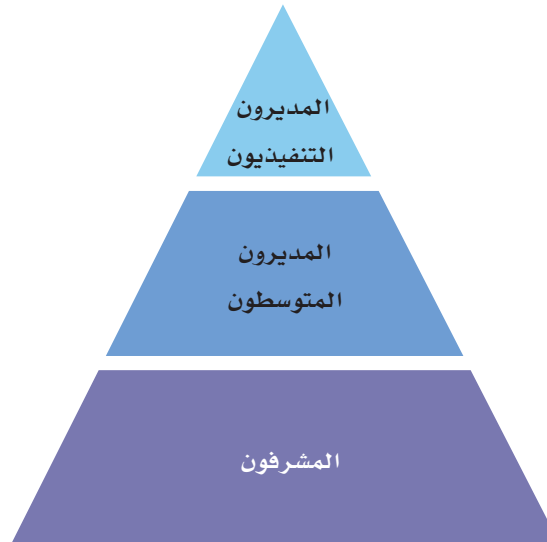 المديرون
التنفيذيون
المديرون
المتوسطون
المشرفون